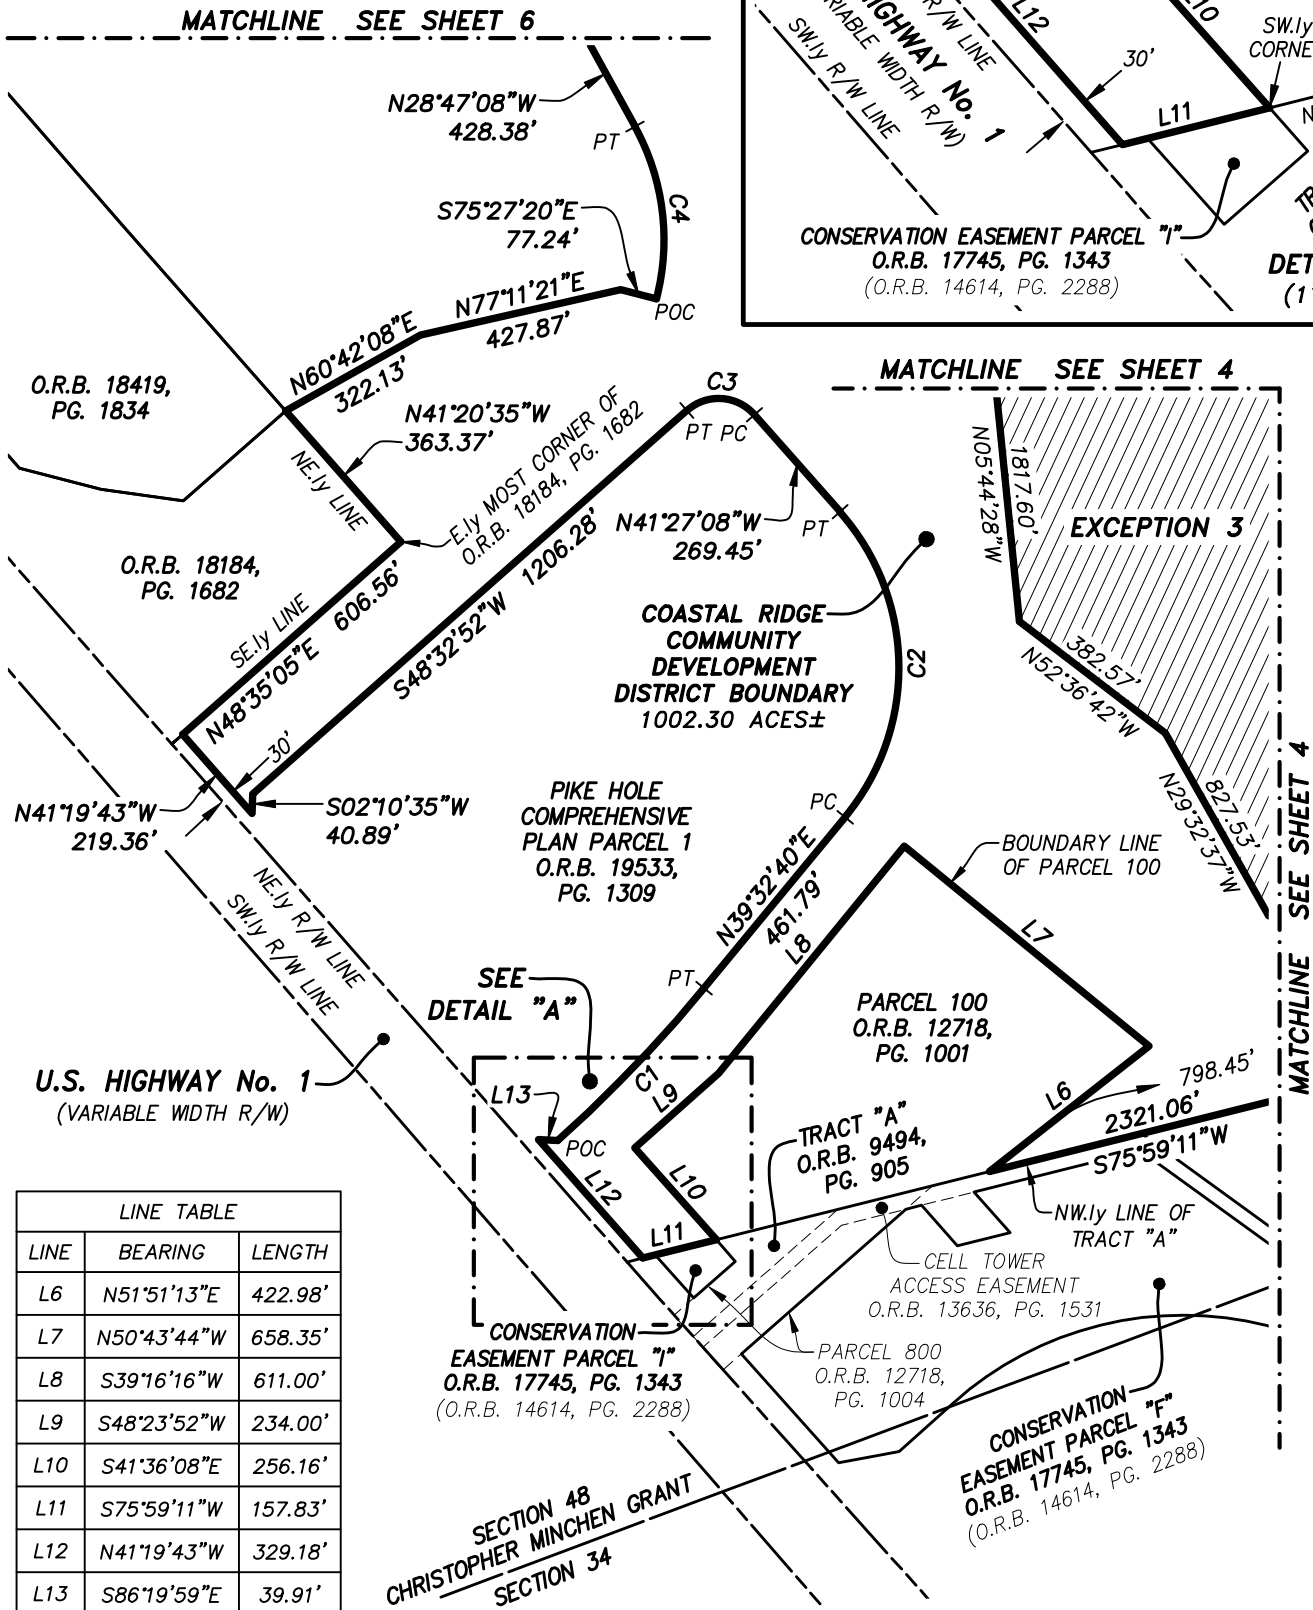 MATCHLINE SEE SHEET 6
N28°47'08"W
428.38'
PT
C4
S75°27'20"E
77.24'
N77°11'21"E
427.87'
POC
N60°42'08"E
322.13'
O.R.B. 18419,
PG. 1834
N41°20'35"W
363.37'
NE.ly LINE
E.ly MOST CORNER OF
O.R.B. 18184, PG. 1682
O.R.B. 18184,
PG. 1682
SE.ly LINE
N48°35'05"E 606.56'
S48°32'52"W 1206.28'
30'
N41°19'43"W
219.36'
S02°10'35"W
40.89'
L12
L10
R/W LINE
HIGHWAY No. 1
WIDTH R/W)
SW.ly R/W LINE
30'
L11
SW.ly
CONSERVATION EASEMENT PARCEL "I"
O.R.B. 17745, PG. 1343
(O.R.B. 14614, PG. 2288)
MATCHLINE SEE SHEET 4
C3
PT PC
N41°27'08"W
269.45'
PT
N05°44'28"W
1817.60'
EXCEPTION 3
COASTAL RIDGE
COMMUNITY
DEVELOPMENT
DISTRICT BOUNDARY
1002.30 ACES±
C2
382.57'
N52°36'42"W
827.53'
N29°32'37"W
MATCHLINE SEE SHEET 4
PIKE HOLE
COMPREHENSIVE
PLAN PARCEL 1
O.R.B. 19533,
PG. 1309
PC
N39°32'40"E
461.79'
BOUNDARY LINE
OF PARCEL 100
L7
L8
PT
NE.ly R/W LINE
SW.ly R/W LINE
SEE
DETAIL "A"
PARCEL 100
O.R.B. 12718,
PG. 1001
U.S. HIGHWAY No. 1
(VARIABLE WIDTH R/W)
L13
C1
L9
POC
L12
L10
L11
L6
798.45'
2321.06'
S75°59'11"W
TRACT "A"
O.R.B. 9494,
PG. 905
NW.ly LINE OF
TRACT "A"
CELL TOWER
ACCESS EASEMENT
O.R.B. 13636, PG. 1531
CONSERVATION
EASEMENT PARCEL "I"
O.R.B. 17745, PG. 1343
(O.R.B. 14614, PG. 2288)
PARCEL 800
O.R.B. 12718,
PG. 1004
CONSERVATION
EASEMENT PARCEL "F"
O.R.B. 17745, PG. 1343
(O.R.B. 14614, PG. 2288)
SECTION 48
CHRISTOPHER MINCHEN GRANT
SECTION 34
LINE TABLE
LINE BEARING LENGTH
L6 N51°51'13"E 422.98'
L7 N50°43'44"W 658.35'
L8 S39°16'16"W 611.00'
L9 S48°23'52"W 234.00'
L10 S41°36'08"E 256.16'
L11 S75°59'11"W 157.83'
L12 N41°19'43"W 329.18'
L13 S86°19'59"E 39.91'